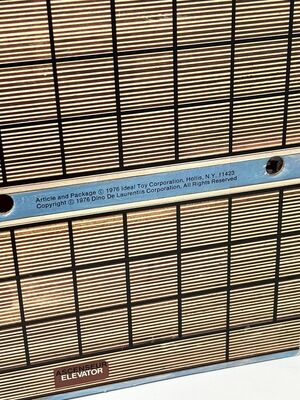 Article and Package © 1976 Ideal Toy Corporation, Hollis, N.Y. 11423
Copyright © 1976 Dino De Laurentiis Corporation, All Rights Reserved
ELEVATOR